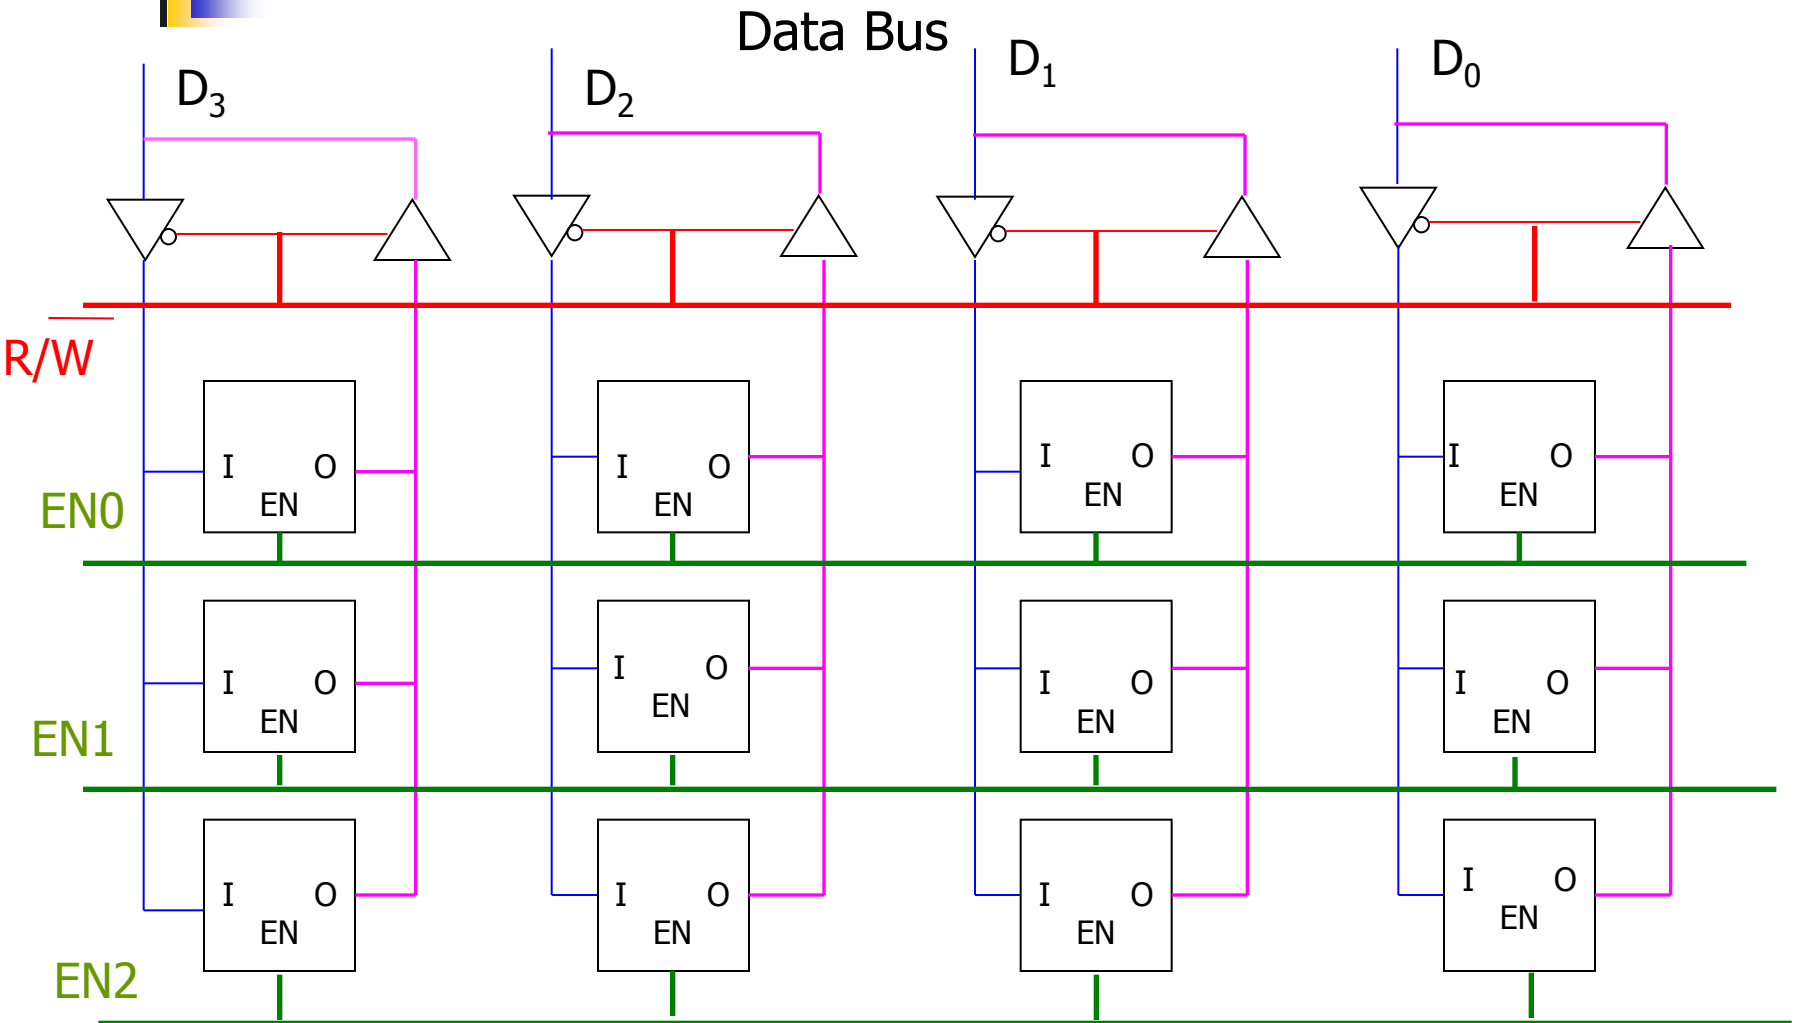 Data Bus
D₃ D₂ D₁ D₀
R/W̅
I O I O I O I O
EN EN EN EN
EN0
I O I O I O I O
EN EN EN EN
EN1
I O I O I O I O
EN EN EN EN
EN2